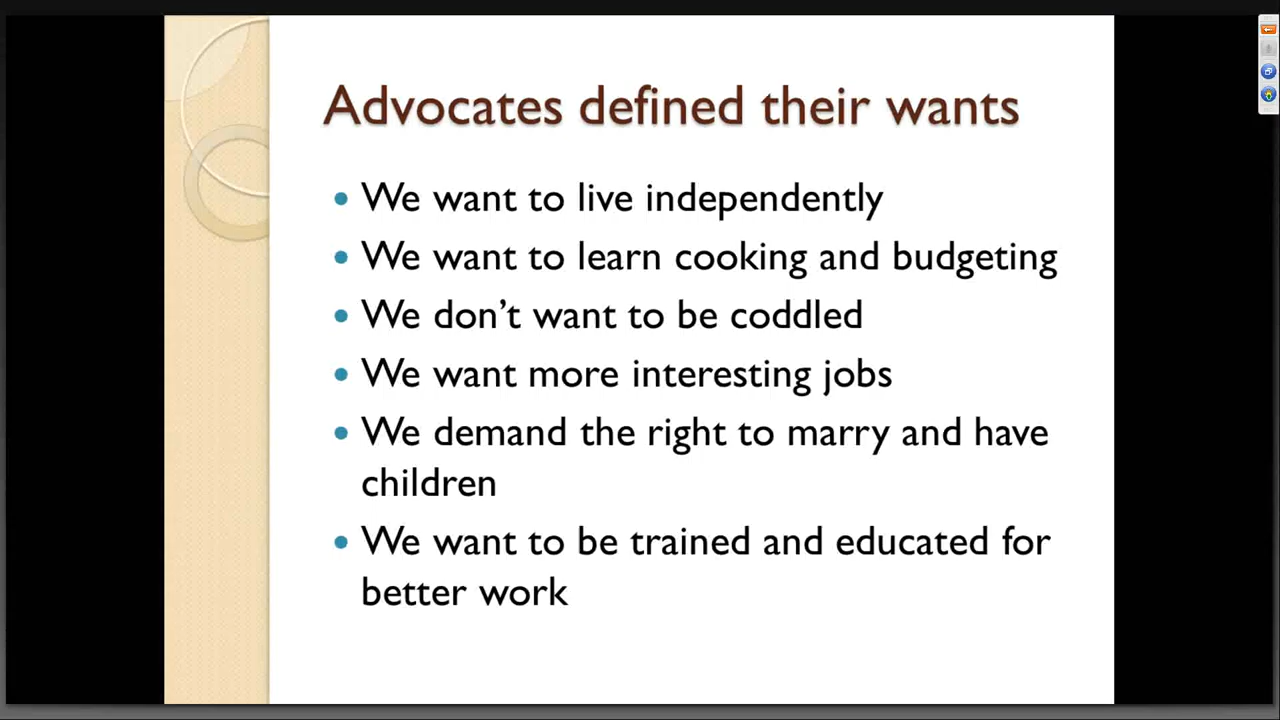 Advocates defined their wants
• We want to live independently
• We want to learn cooking and budgeting
• We don’t want to be coddled
• We want more interesting jobs
• We demand the right to marry and have
children
• We want to be trained and educated for
better work